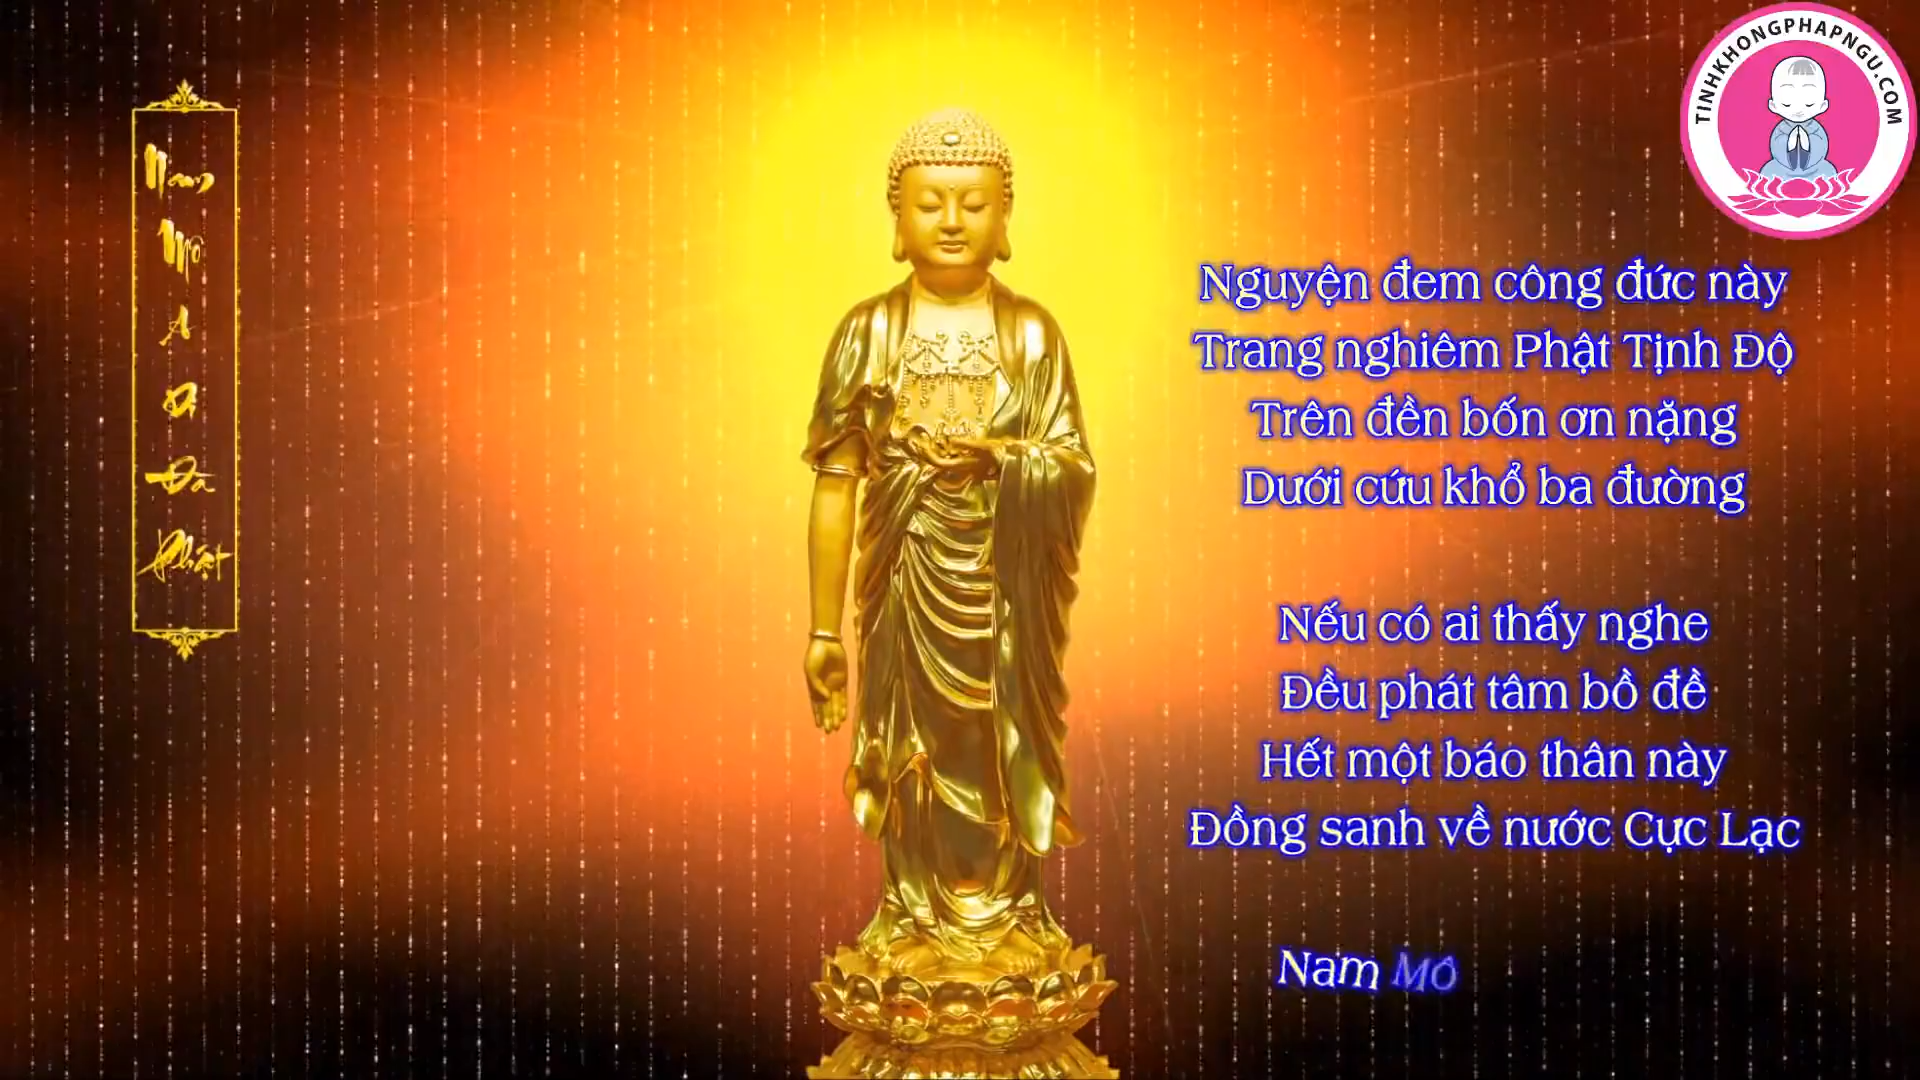 Nam
Mô
A
Di
Đà
Phật
TINHKHONGPHAPNGU.COM
Nguyện đem công đức này
Trang nghiêm Phật Tịnh Độ
Trên đền bốn ơn nặng
Dưới cứu khổ ba đường
Nếu có ai thấy nghe
Đều phát tâm bồ đề
Hết một báo thân này
Đồng sanh về nước Cực Lạc
Nam Mô